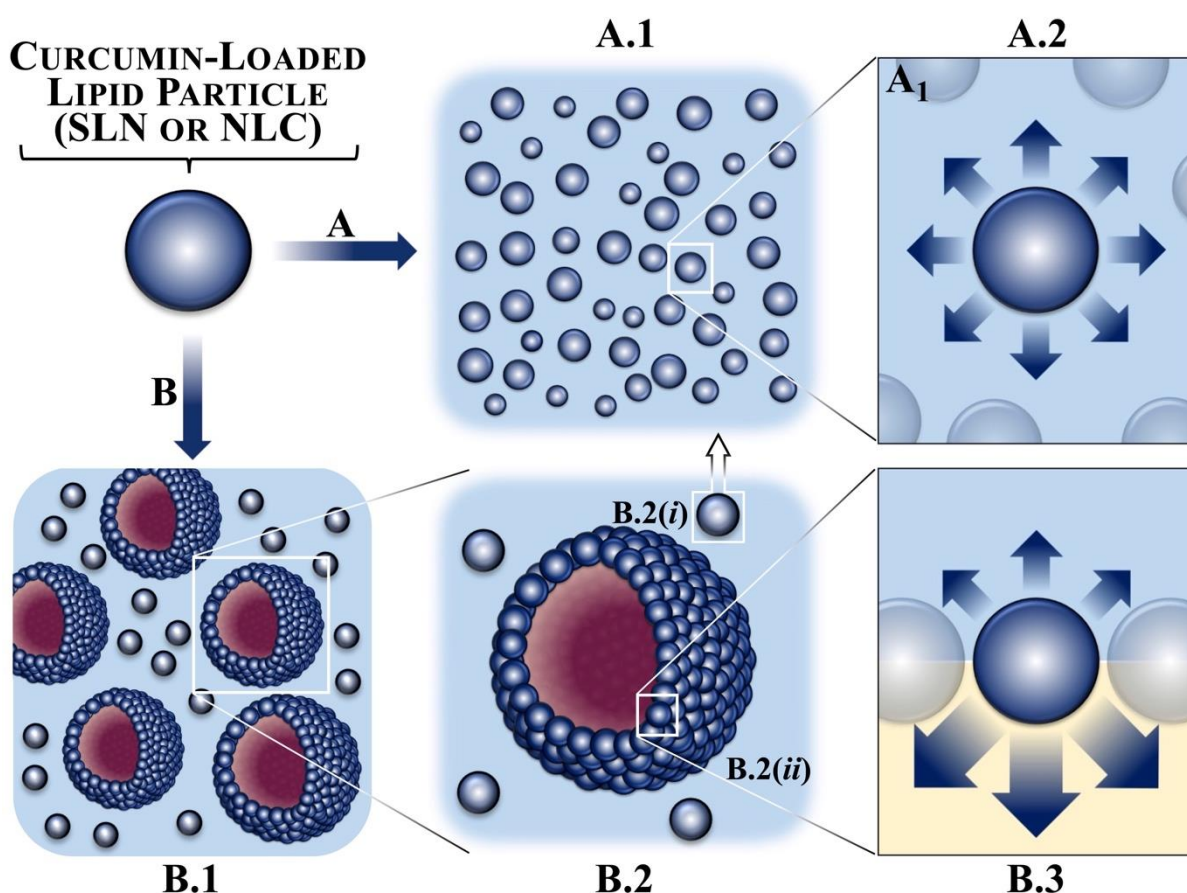 A.1
A.2
CURCUMIN-LOADED
LIPID PARTICLE
(SLN OR NLC)
A₁
A
B
B.2(i)
B.2(ii)
B.1
B.2
B.3